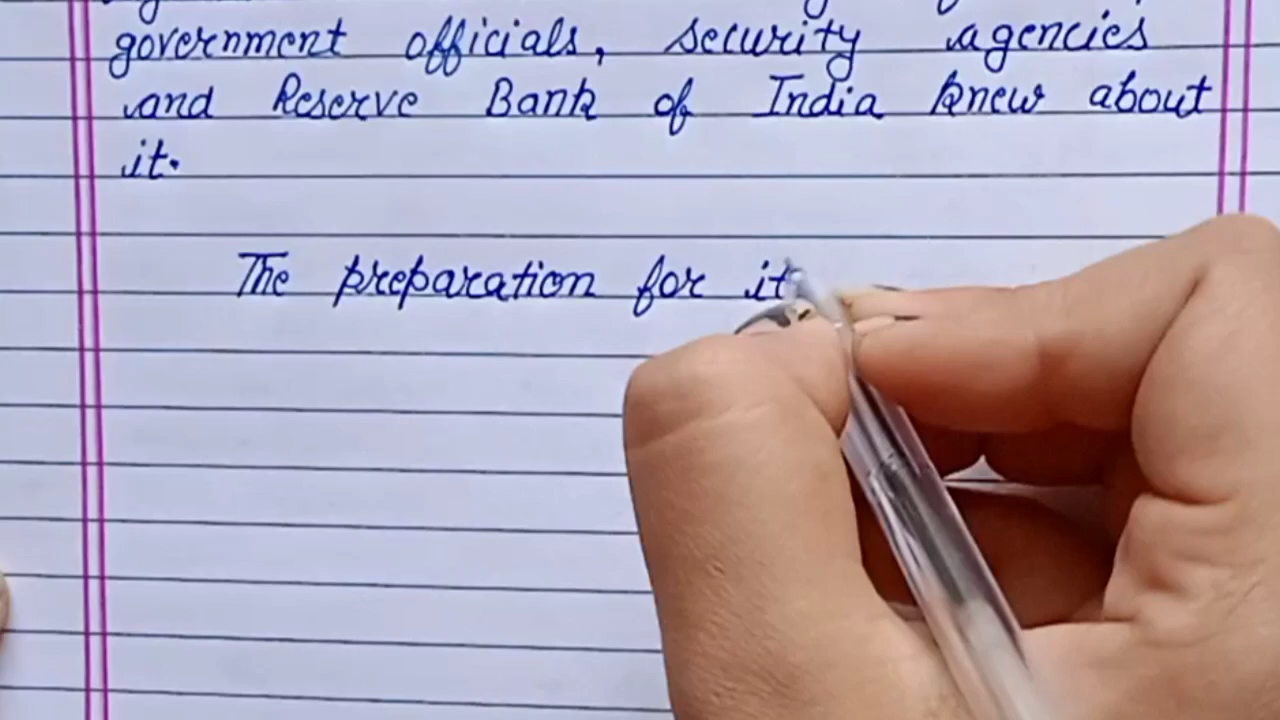 government officials, security agencies
and Reserve Bank of India knew about
it.
The preparation for it